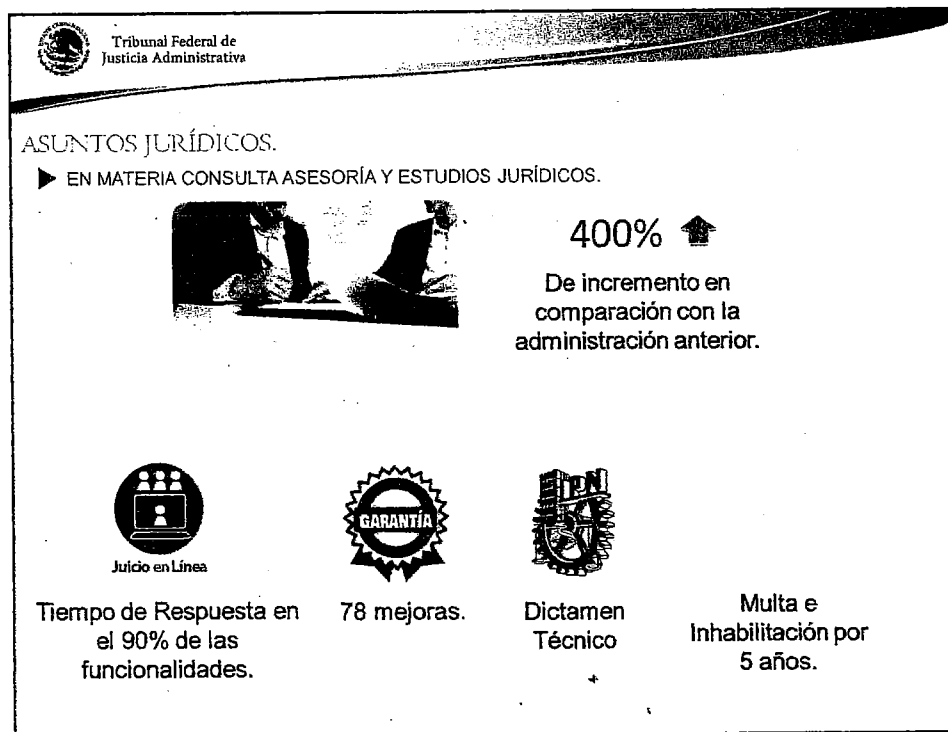 Tribunal Federal de
Justicia Administrativa
ASUNTOS JURÍDICOS.
EN MATERIA CONSULTA ASESORÍA Y ESTUDIOS JURÍDICOS.
400%
De incremento en
comparación con la
administración anterior.
Juicio en Línea
GARANTÍA
IPN
Tiempo de Respuesta en
el 90% de las
funcionalidades.
78 mejoras.
Dictamen
Técnico
Multa e
Inhabilitación por
5 años.